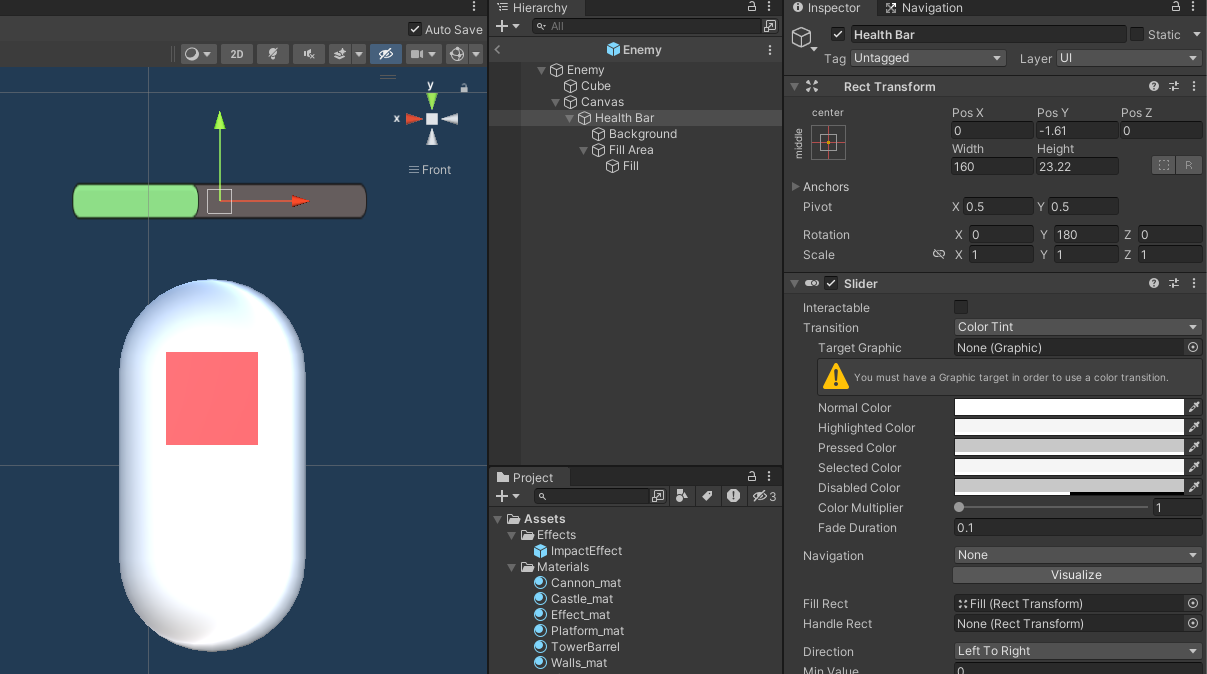 Auto Save
2D
y
x
Front
Hierarchy
All
Enemy
Enemy
Cube
Canvas
Health Bar
Background
Fill Area
Fill
Project
3
Assets
Effects
ImpactEffect
Materials
Cannon_mat
Castle_mat
Effect_mat
Platform_mat
TowerBarrel
Walls_mat
Inspector
Navigation
Health Bar
Static
Tag Untagged Layer UI
Rect Transform
center
middle
Pos X Pos Y Pos Z
0 -1.61 0
Width Height
160 23.22
R
Anchors
Pivot X 0.5 Y 0.5
Rotation X 0 Y 180 Z 0
Scale X 1 Y 1 Z 1
Slider
Interactable
Transition Color Tint
Target Graphic None (Graphic)
You must have a Graphic target in order to use a color transition.
Normal Color
Highlighted Color
Pressed Color
Selected Color
Disabled Color
Color Multiplier 1
Fade Duration 0.1
Navigation None
Visualize
Fill Rect Fill (Rect Transform)
Handle Rect None (Rect Transform)
Direction Left To Right
Min Value 0